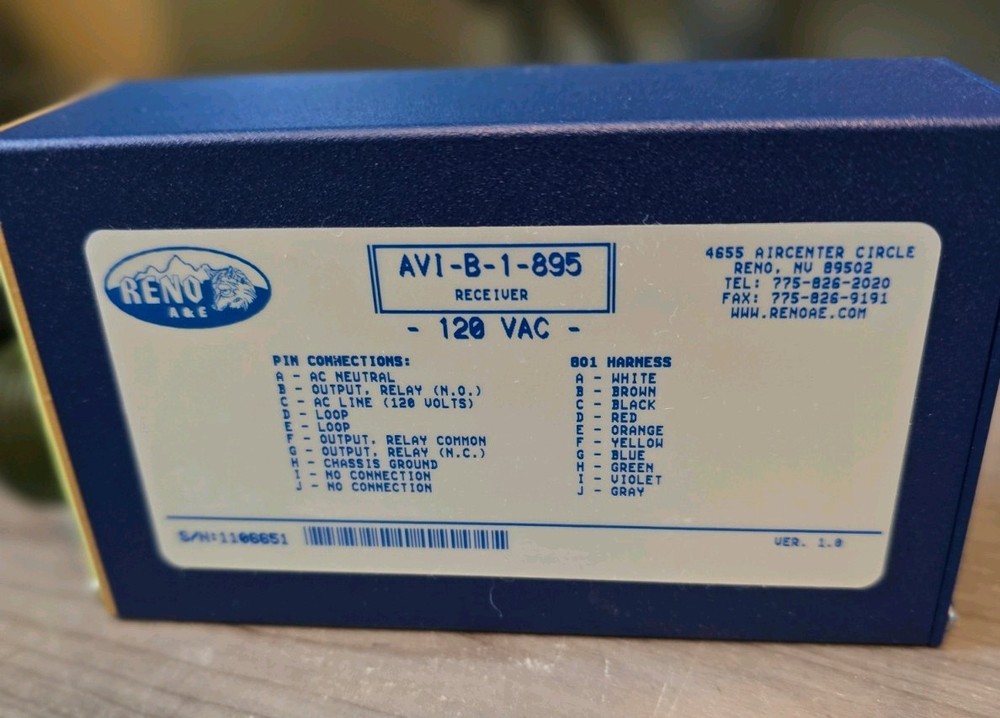 RENO
A & E
AVI-B-1-895
RECEIVER
- 120 VAC -
4655 AIRCENTER CIRCLE
RENO, NV 89502
TEL: 775-826-2020
FAX: 775-826-9191
WWW.RENOAE.COM
PIN CONNECTIONS:
A - AC NEUTRAL
B - OUTPUT, RELAY (N.O.)
C - AC LINE (120 VOLTS)
D - LOOP
E - LOOP
F - OUTPUT, RELAY COMMON
G - OUTPUT, RELAY (N.C.)
H - CHASSIS GROUND
I - NO CONNECTION
J - NO CONNECTION
801 HARNESS
A - WHITE
B - BROWN
C - BLACK
D - RED
E - ORANGE
F - YELLOW
G - BLUE
H - GREEN
I - VIOLET
J - GRAY
S/N:1106651
VER. 1.0